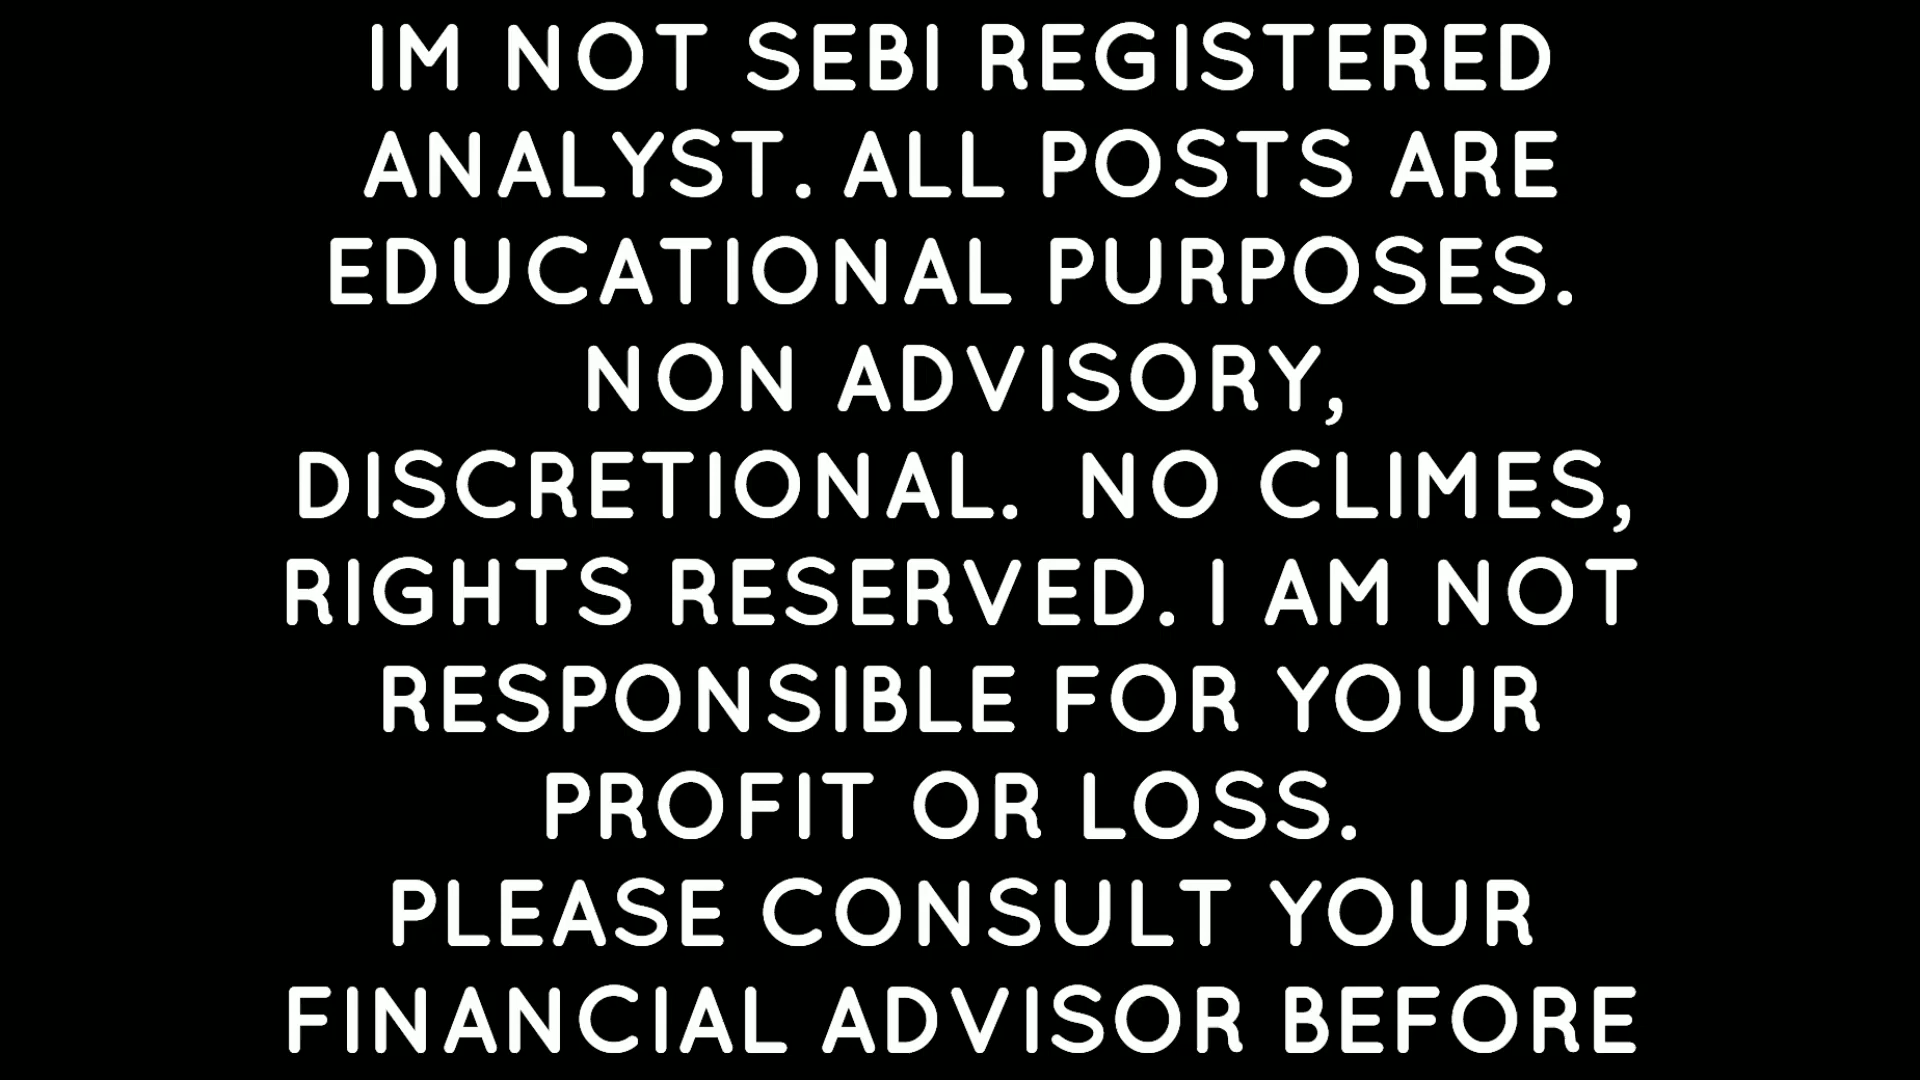 IM NOT SEBI REGISTERED
ANALYST. ALL POSTS ARE
EDUCATIONAL PURPOSES.
NON ADVISORY,
DISCRETIONAL.  NO CLIMES,
RIGHTS RESERVED. I AM NOT
RESPONSIBLE FOR YOUR
PROFIT OR LOSS.
PLEASE CONSULT YOUR
FINANCIAL ADVISOR BEFORE